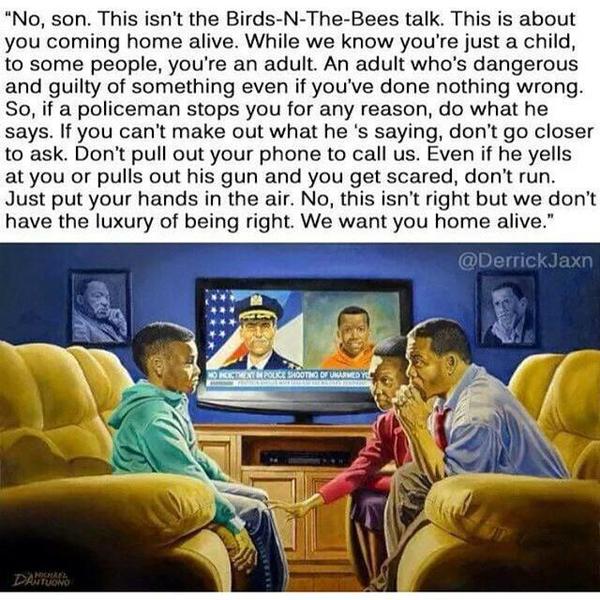 "No, son. This isn't the Birds-N-The-Bees talk. This is about
you coming home alive. While we know you're just a child,
to some people, you're an adult. An adult who's dangerous
and guilty of something even if you've done nothing wrong.
So, if a policeman stops you for any reason, do what he
says. If you can't make out what he 's saying, don't go closer
to ask. Don't pull out your phone to call us. Even if he yells
at you or pulls out his gun and you get scared, don't run.
Just put your hands in the air. No, this isn't right but we don't
have the luxury of being right. We want you home alive."
@DerrickJaxn
NO INDICTMENT IN POLICE SHOOTING OF UNARMED
MICHAEL
D'ANTUONO